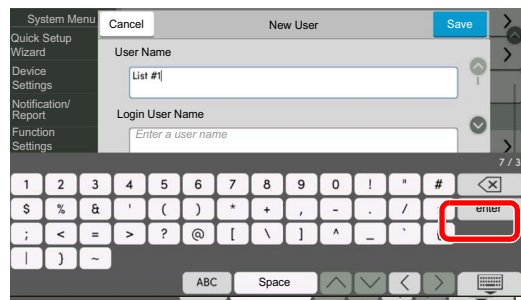 System Menu
Cancel
New User
Save
Quick Setup
Wizard
User Name
Device
Settings
List #1
Notification/
Report
Login User Name
Function
Settings
Enter a user name
7 / 3
1 2 3 4 5 6 7 8 9 0 ! " #
$ % & ' ( ) * + , - . / enter
; < = > ? @ [ \ ] ^ _ ` {
| } ~
ABC Space